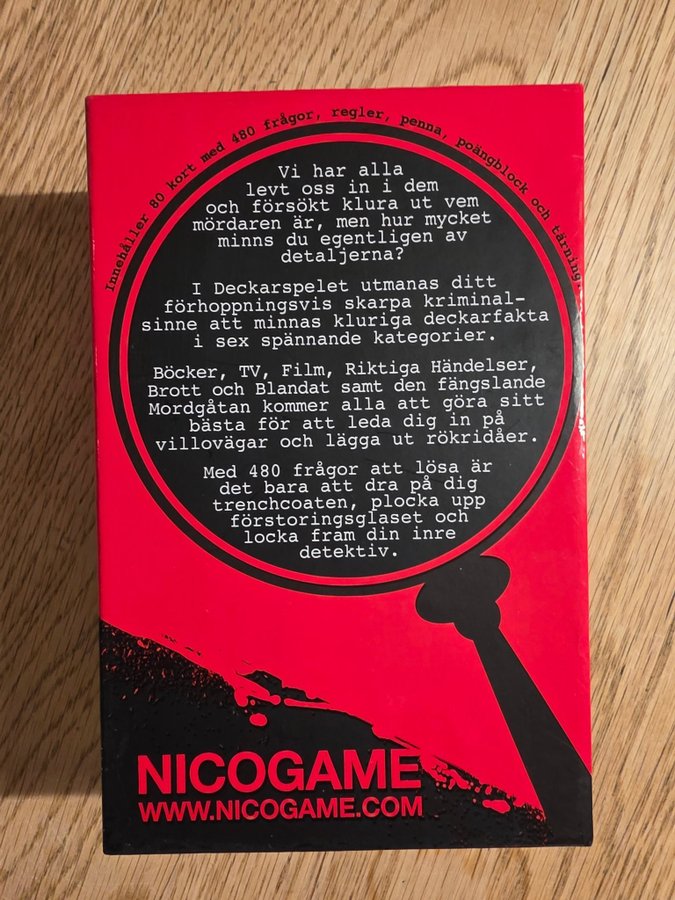 Innehåller 80 kort med 480 frågor, regler, penna, poängblock och tärning.
Vi har alla
levt oss in i dem
och försökt klura ut vem
mördaren är, men hur mycket
minns du egentligen av
detaljerna?
I Deckarspelet utmanas ditt
förhoppningsvis skarpa kriminal-
sinne att minnas kluriga deckarfakta
i sex spännande kategorier.
Böcker, TV, Film, Riktiga Händelser,
Brott och Blandat samt den fängslande
Mordgåtan kommer alla att göra sitt
bästa för att leda dig in på
villovägar och lägga ut rökridåer.
Med 480 frågor att lösa är
det bara att dra på dig
trenchcoaten, plocka upp
förstoringsglaset och
locka fram din inre
detektiv.
NICOGAME
WWW.NICOGAME.COM